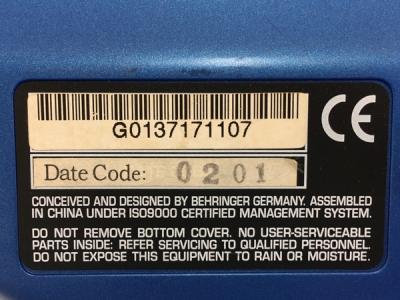 CE
G0137171107
Date Code: 0201
CONCEIVED AND DESIGNED BY BEHRINGER GERMANY. ASSEMBLED
IN CHINA UNDER ISO9000 CERTIFIED MANAGEMENT SYSTEM.
DO NOT REMOVE BOTTOM COVER. NO USER-SERVICEABLE
PARTS INSIDE: REFER SERVICING TO QUALIFIED PERSONNEL.
DO NOT EXPOSE THIS EQUIPMENT TO RAIN OR MOISTURE.